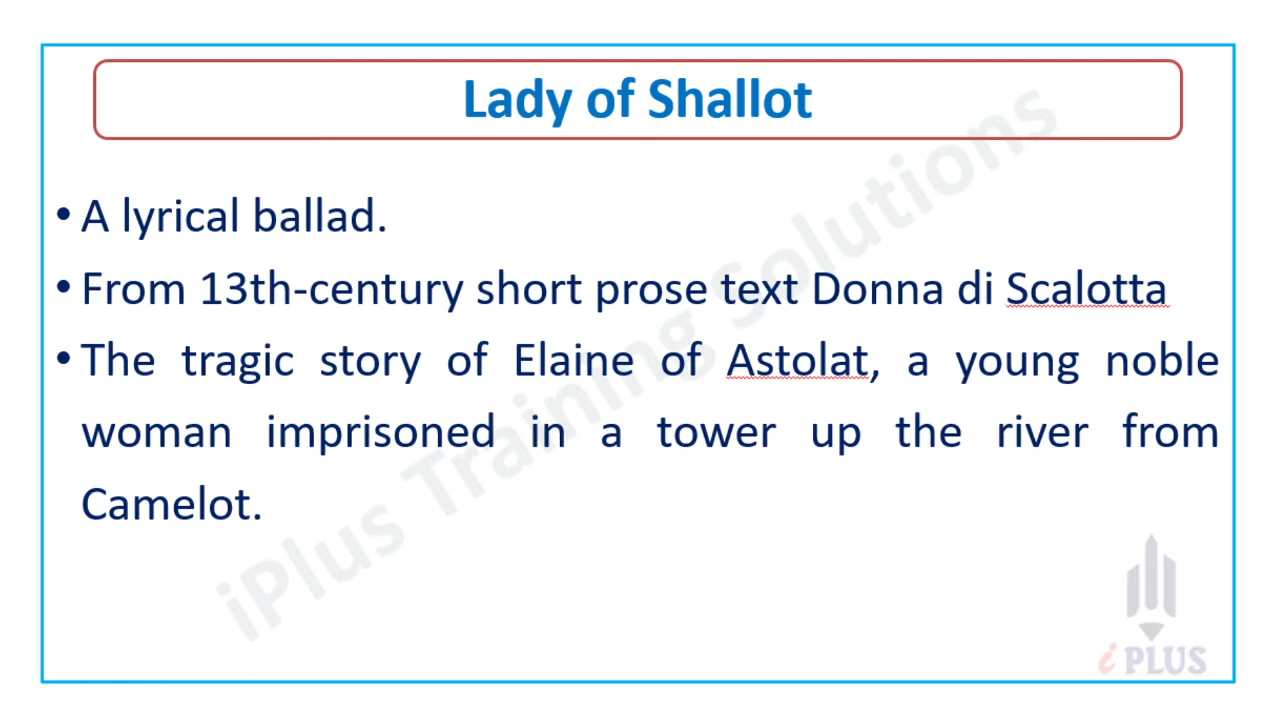 Lady of Shallot
• A lyrical ballad.
• From 13th-century short prose text Donna di Scalotta
• The tragic story of Elaine of Astolat, a young noble
woman imprisoned in a tower up the river from
Camelot.
iPlus Training Solutions
i PLUS